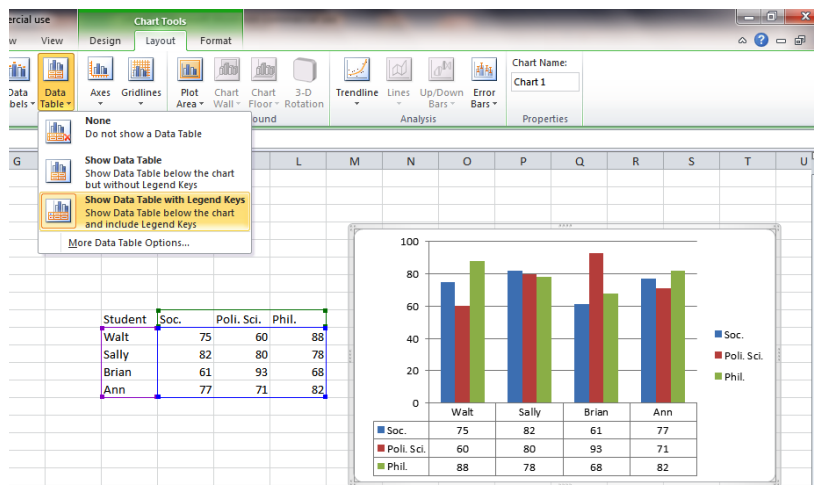 ercial use
Chart Tools
w View Design Layout Format
Data
bels
Data
Table
Axes
Gridlines
Plot
Area
Chart
Wall
Chart
Floor
3-D
Rotation
Trendline
Lines
Up/Down
Bars
Error
Bars
Chart Name:
Chart 1
ound
Analysis
Properties
None
Do not show a Data Table
Show Data Table
Show Data Table below the chart
but without Legend Keys
Show Data Table with Legend Keys
Show Data Table below the chart
and include Legend Keys
More Data Table Options...
G L M N O P Q R S T U
Student Soc. Poli. Sci. Phil.
Walt 75 60 88
Sally 82 80 78
Brian 61 93 68
Ann 77 71 82
100
80
60
40
20
0
Soc.
Poli. Sci.
Phil.
Walt Sally Brian Ann
Soc. 75 82 61 77
Poli. Sci. 60 80 93 71
Phil. 88 78 68 82